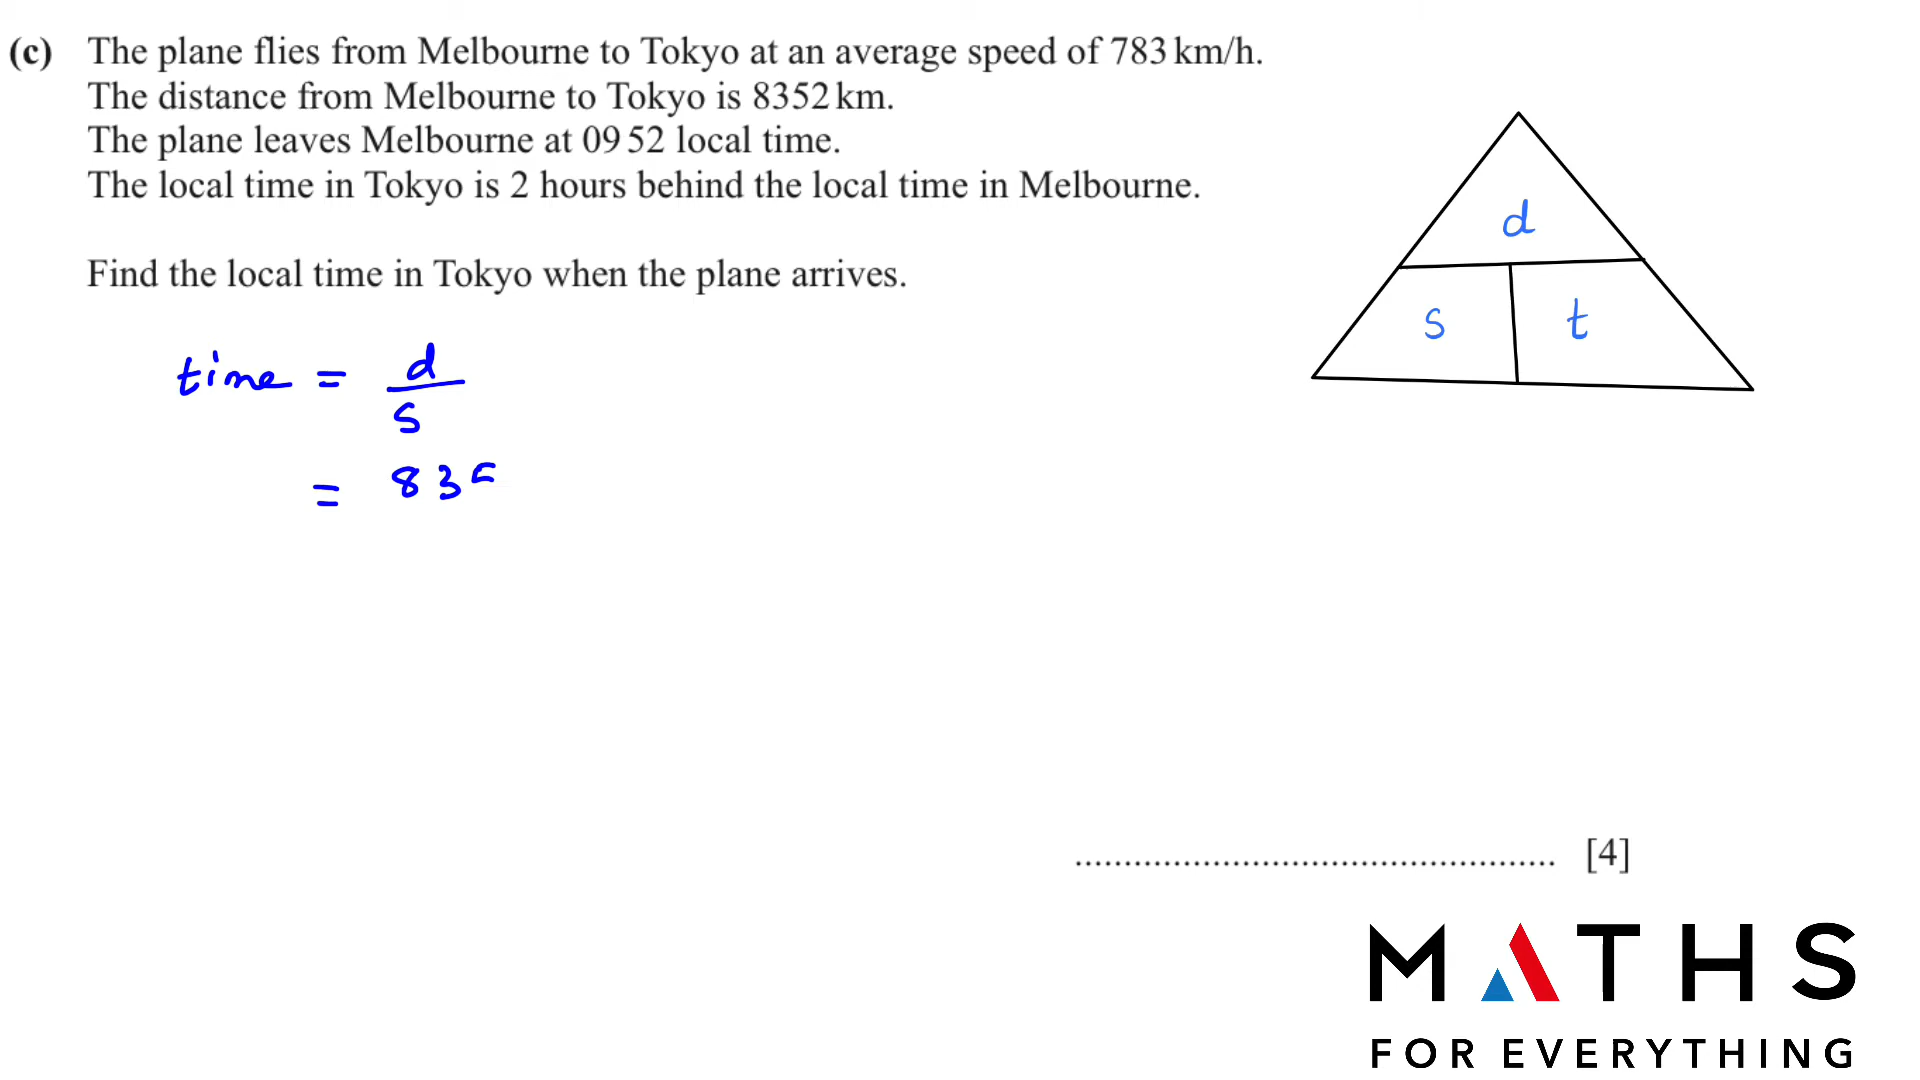 (c) The plane flies from Melbourne to Tokyo at an average speed of 783 km/h.
The distance from Melbourne to Tokyo is 8352 km.
The plane leaves Melbourne at 09 52 local time.
The local time in Tokyo is 2 hours behind the local time in Melbourne.
Find the local time in Tokyo when the plane arrives.
d
s t
time = d
s
= 835
.................................................. [4]
MATHS
FOR EVERYTHING